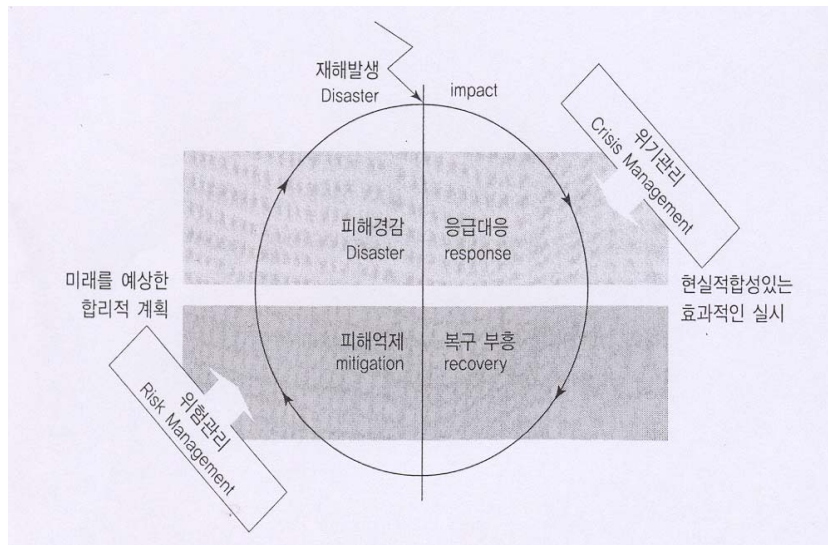 재해발생
Disaster
impact
위기관리
Crisis Management
피해경감
Disaster
응급대응
response
미래를 예상한
합리적 계획
현실적합성있는
효과적인 실시
피해억제
mitigation
복구 부흥
recovery
위험관리
Risk Management